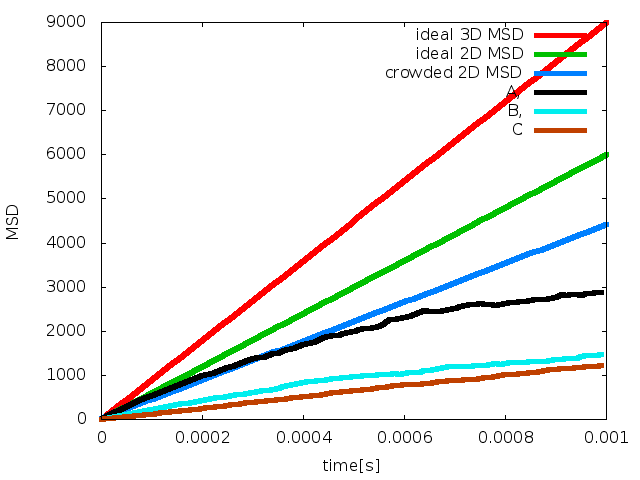 9000
8000
7000
6000
5000
4000
3000
2000
1000
0
MSD
ideal 3D MSD
ideal 2D MSD
crowded 2D MSD
A,
B,
C
0 0.0002 0.0004 0.0006 0.0008 0.001
time[s]